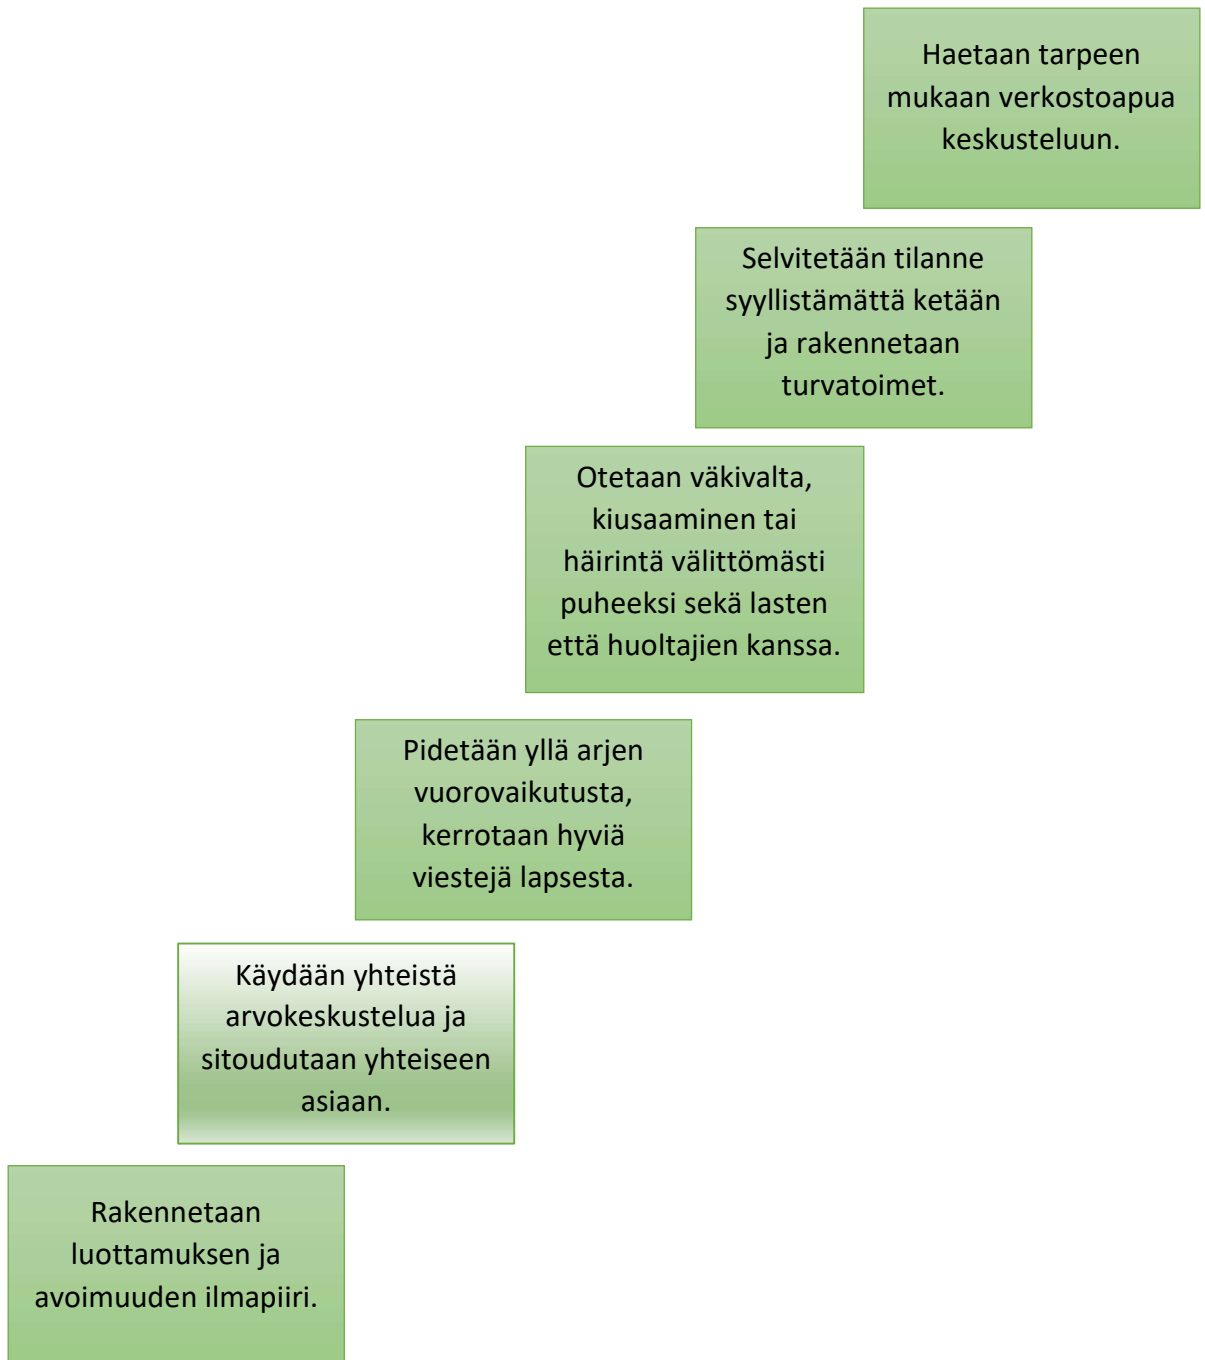 Haetaan tarpeen
mukaan verkostoapua
keskusteluun.
Selvitetään tilanne
syyllistämättä ketään
ja rakennetaan
turvatoimet.
Otetaan väkivalta,
kiusaaminen tai
häirintä välittömästi
puheeksi sekä lasten
että huoltajien kanssa.
Pidetään yllä arjen
vuorovaikutusta,
kerrotaan hyviä
viestejä lapsesta.
Käydään yhteistä
arvokeskustelua ja
sitoudutaan yhteiseen
asiaan.
Rakennetaan
luottamuksen ja
avoimuuden ilmapiiri.